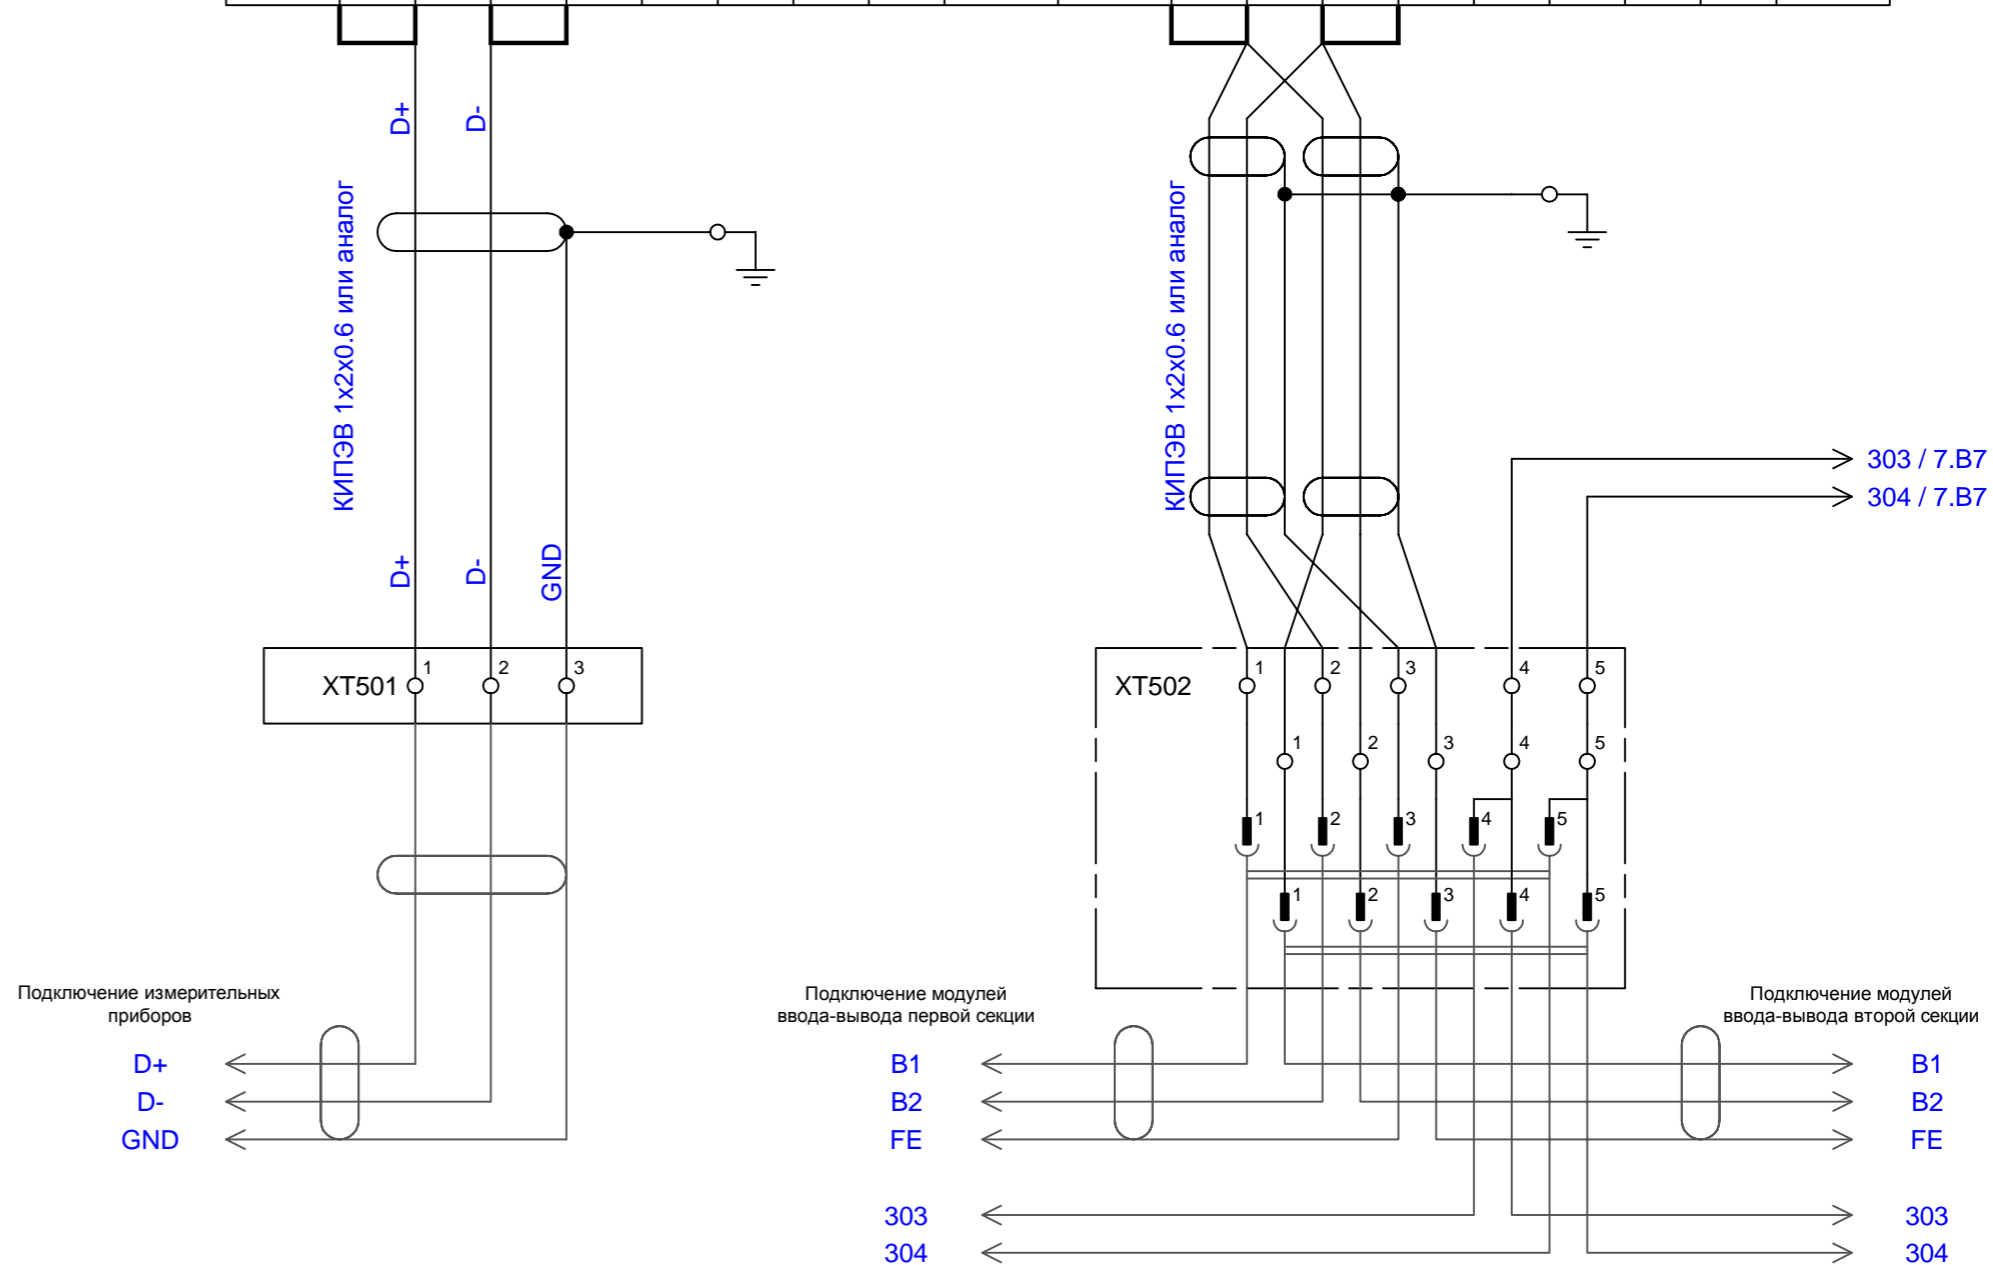 D+
D-
КИПЭВ 1x2x0.6 или аналог
КИПЭВ 1x2x0.6 или аналог
303 / 7.B7
304 / 7.B7
D+
D-
GND
XT501
1
2
3
XT502
1
2
3
4
5
1
2
3
4
5
1
2
3
4
5
1
2
3
4
5
Подключение измерительных
приборов
D+
D-
GND
Подключение модулей
ввода-вывода первой секции
B1
B2
FE
303
304
Подключение модулей
ввода-вывода второй секции
B1
B2
FE
303
304